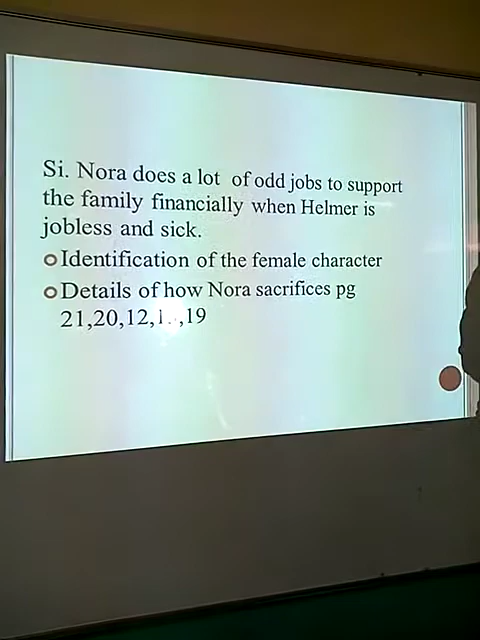 Si. Nora does a lot of odd jobs to support
the family financially when Helmer is
jobless and sick.
Identification of the female character
Details of how Nora sacrifices pg
21,20,12, ,19